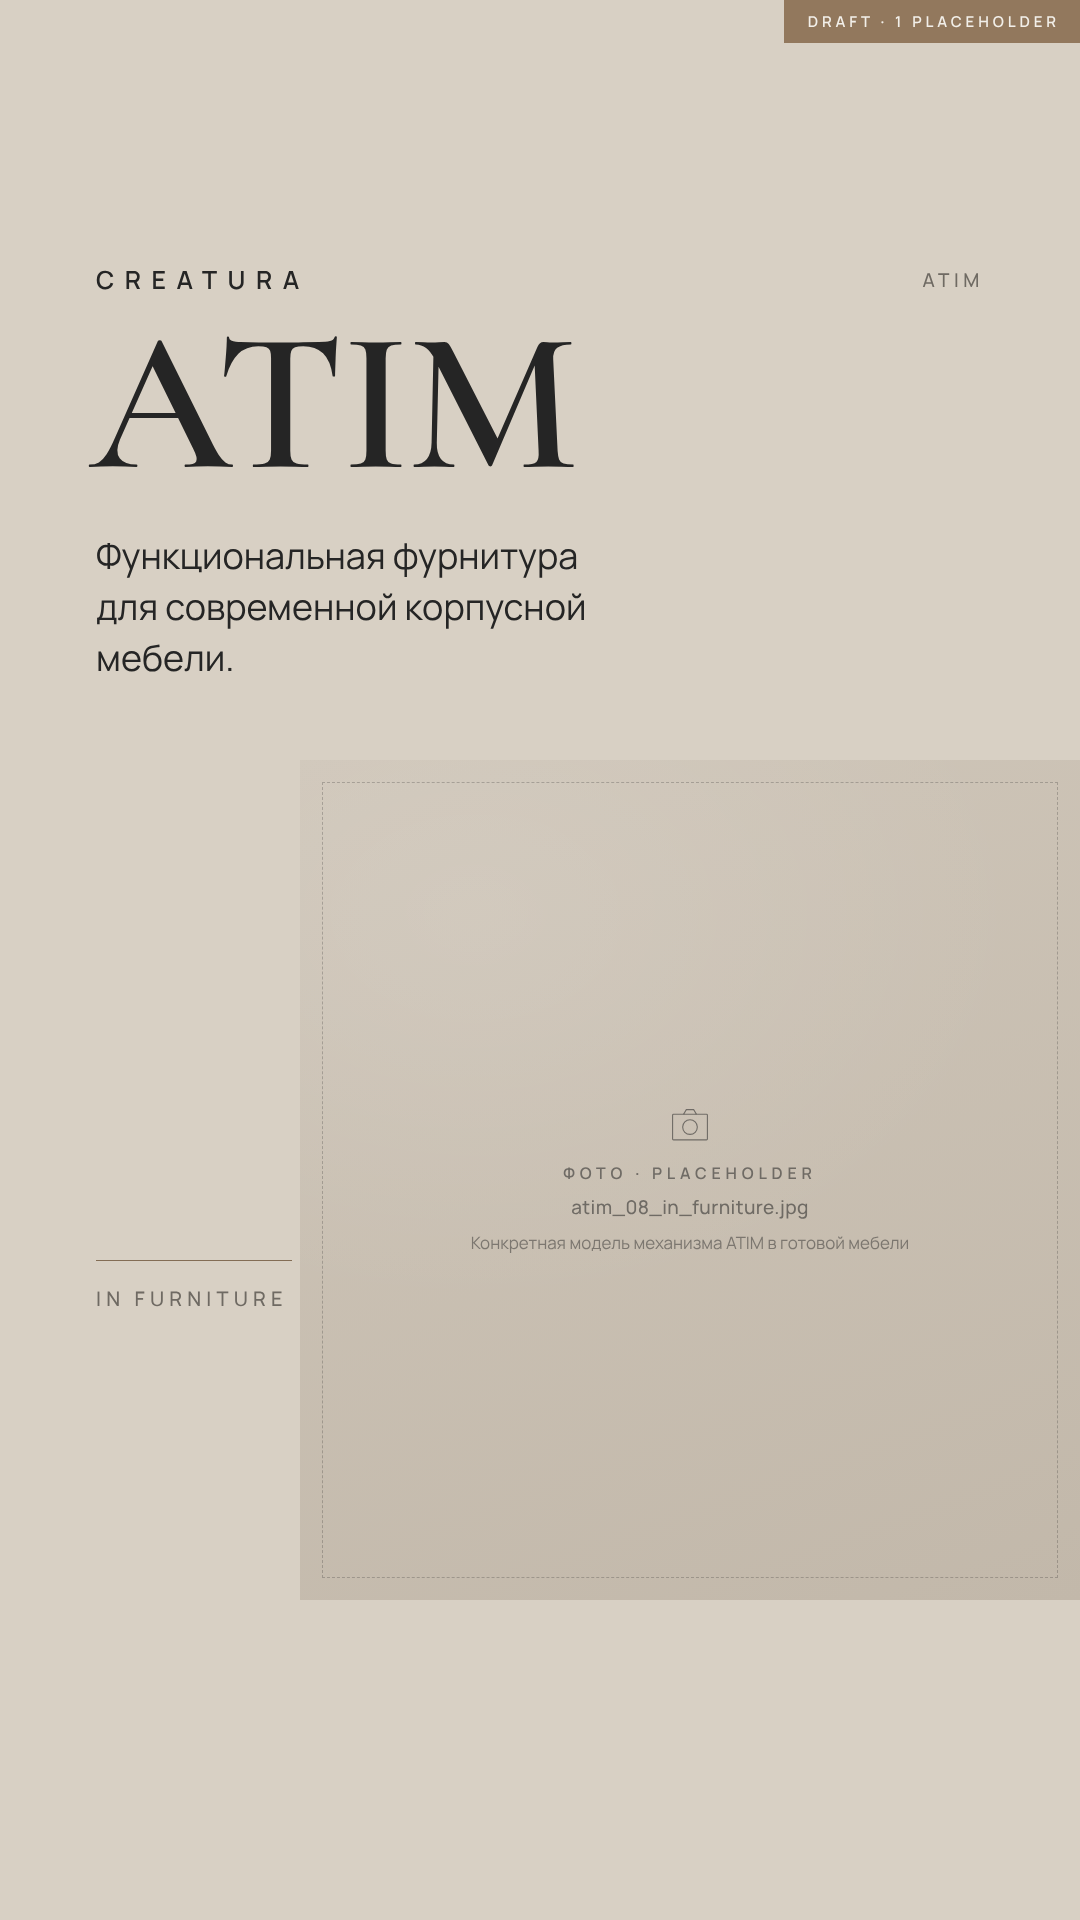 DRAFT · 1 PLACEHOLDER
CREATURA
ATIM
ATIM
Функциональная фурнитура
для современной корпусной
мебели.
ФОТО · PLACEHOLDER
atim_08_in_furniture.jpg
Конкретная модель механизма ATIM в готовой мебели
IN FURNITURE